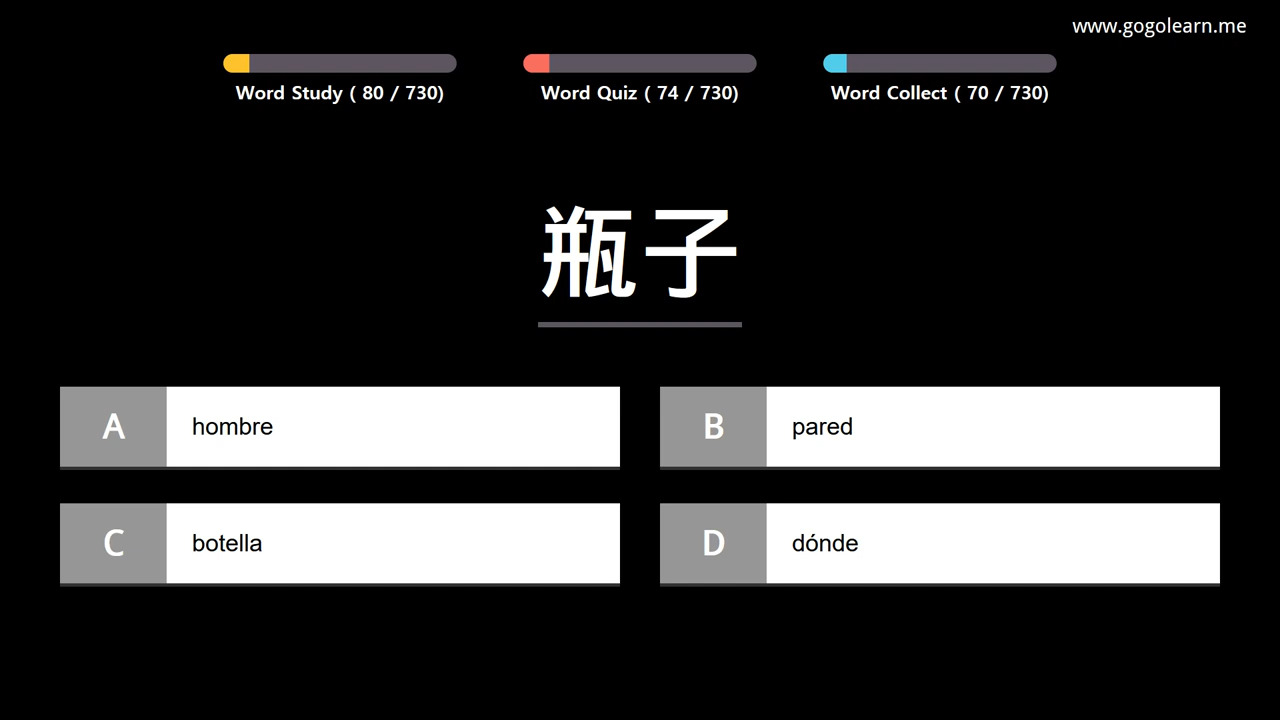 www.gogolearn.me
Word Study ( 80 / 730)
Word Quiz ( 74 / 730)
Word Collect ( 70 / 730)
瓶子
A hombre
B pared
C botella
D dónde